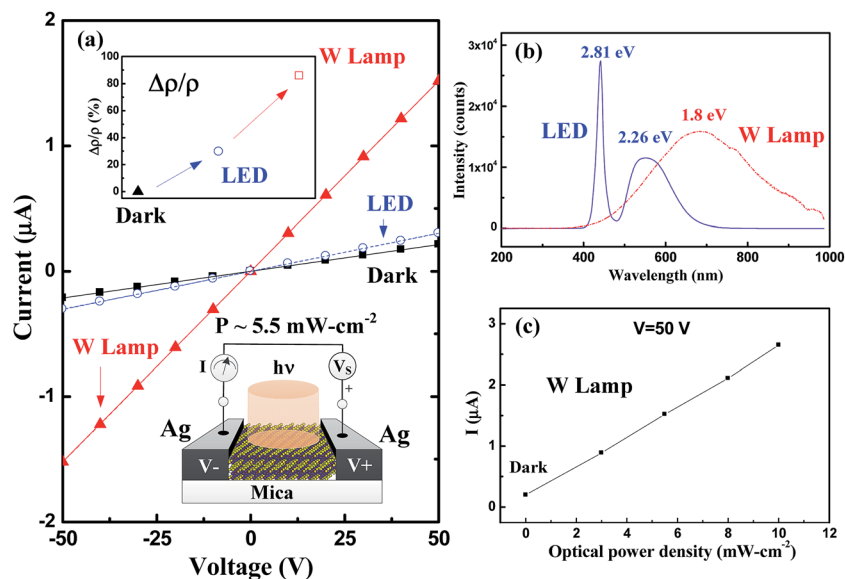 (a)
W Lamp
Δρ/ρ
Δρ/ρ (%)
100
80
60
40
20
0
LED
Dark
LED
Dark
W Lamp
P ~ 5.5 mW-cm-2
hν
I
VS
+
Ag
Ag
V-
V+
Mica
Current (μA)
2
1
0
-1
-2
-50
-25
0
25
50
Voltage (V)
(b)
2.81 eV
LED
2.26 eV
1.8 eV
W Lamp
Intensity (counts)
3x10⁴
2x10⁴
1x10⁴
0
200
400
600
800
1000
Wavelength (nm)
(c)
V=50 V
W Lamp
Dark
I (μA)
3
2
1
0
0
2
4
6
8
10
12
Optical power density (mW-cm-2)